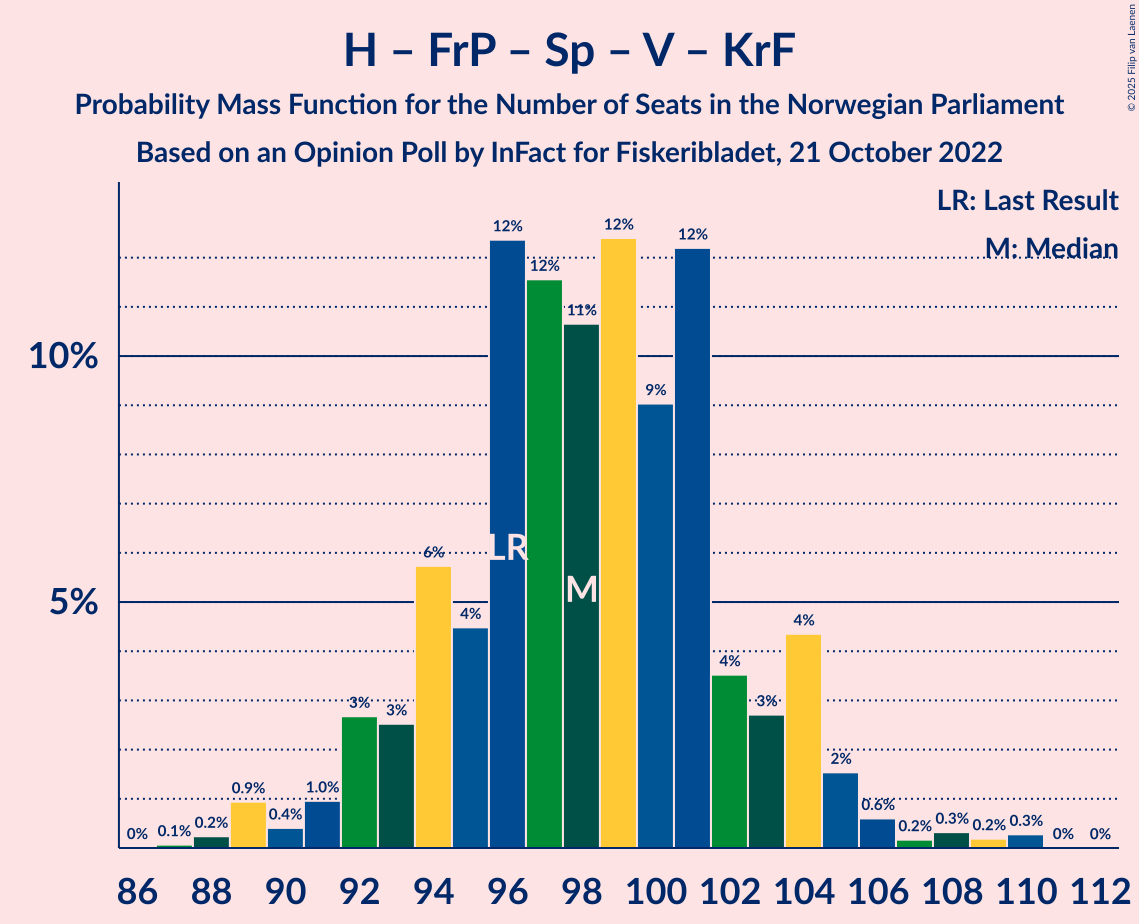 H – FrP – Sp – V – KrF
Probability Mass Function for the Number of Seats in the Norwegian Parliament
Based on an Opinion Poll by InFact for Fiskeribladet, 21 October 2022
© 2025 Filip van Laenen
LR: Last Result
M: Median
10%
5%
0% 0.1% 0.2% 0.9% 0.4% 1.0% 3% 3% 6% 4% 12% 12% 11% 12% 9% 12% 4% 3% 4% 2% 0.6% 0.2% 0.3% 0.2% 0.3% 0% 0%
LR
M
86 88 90 92 94 96 98 100 102 104 106 108 110 112